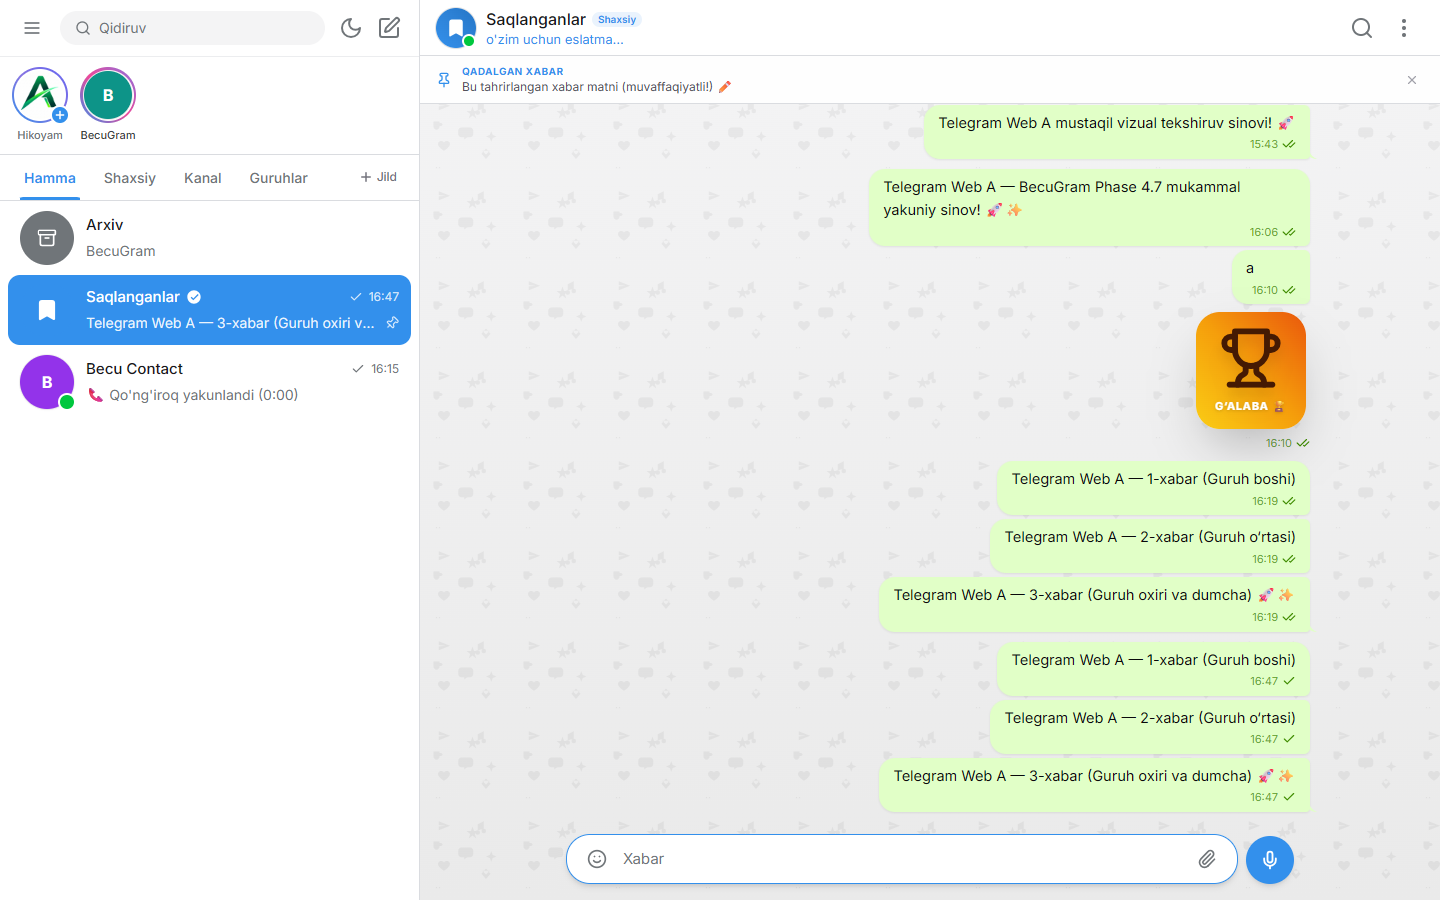 Qidiruv
Hikoyam
B
BecuGram
Hamma
Shaxsiy
Kanal
Guruhlar
+ Jild
Arxiv
BecuGram
Saqlanganlar
16:47
Telegram Web A — 3-xabar (Guruh oxiri v...
B
Becu Contact
16:15
📞 Qo'ng'iroq yakunlandi (0:00)
Saqlanganlar Shaxsiy
o'zim uchun eslatma...
QADALGAN XABAR
Bu tahrirlangan xabar matni (muvaffaqiyatli!) 🖍️
Telegram Web A mustaqil vizual tekshiruv sinovi! 🚀
15:43
Telegram Web A — BecuGram Phase 4.7 mukammal
yakuniy sinov! 🚀 ✨
16:06
a
16:10
G‘ALABA 🏆
16:10
Telegram Web A — 1-xabar (Guruh boshi)
16:19
Telegram Web A — 2-xabar (Guruh o‘rtasi)
16:19
Telegram Web A — 3-xabar (Guruh oxiri va dumcha) 🚀 ✨
16:19
Telegram Web A — 1-xabar (Guruh boshi)
16:47
Telegram Web A — 2-xabar (Guruh o‘rtasi)
16:47
Telegram Web A — 3-xabar (Guruh oxiri va dumcha) 🚀 ✨
16:47
Xabar